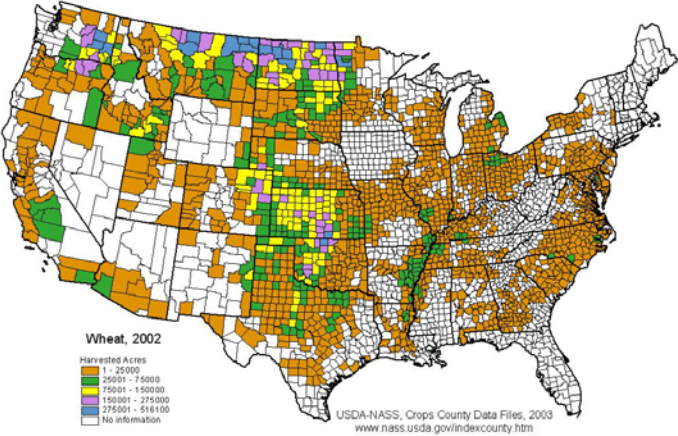 Wheat, 2002
Harvested Acres
1 - 25000
25001 - 75000
75001 - 150000
150001 - 275000
275001 - 516100
No information
USDA-NASS, Crops County Data Files, 2003
www.nass.usda.gov/indexcounty.htm